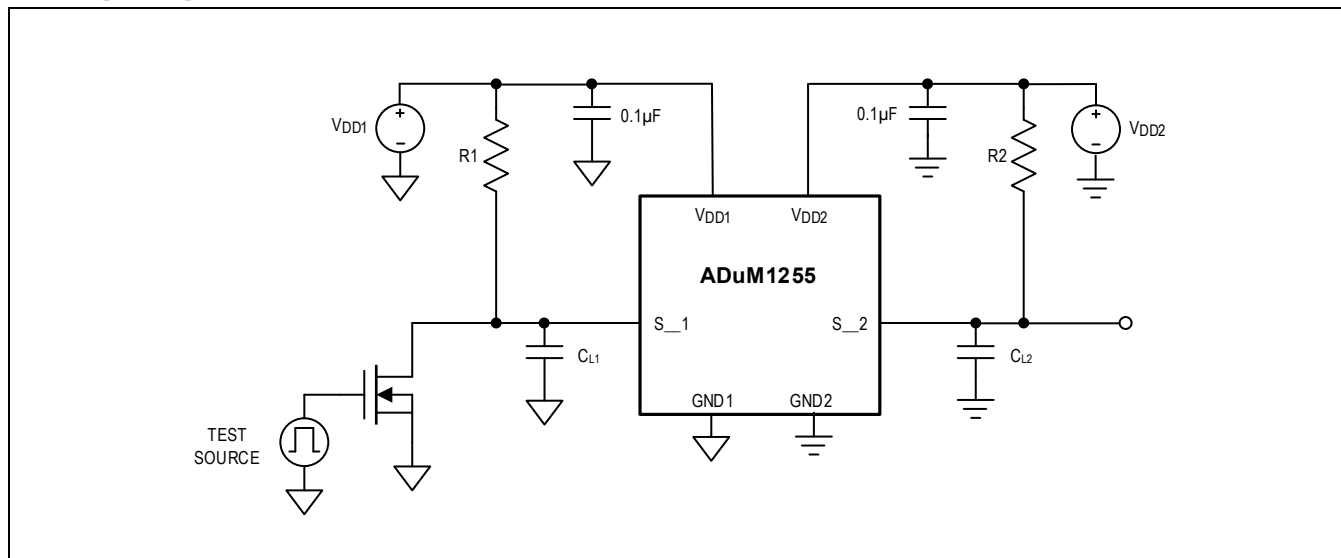 VDD1
R1
0.1µF
0.1µF
R2
VDD2
VDD1
VDD2
ADuM1255
S__1
S__2
CL1
CL2
GND1
GND2
TEST
SOURCE
+
−
+
−